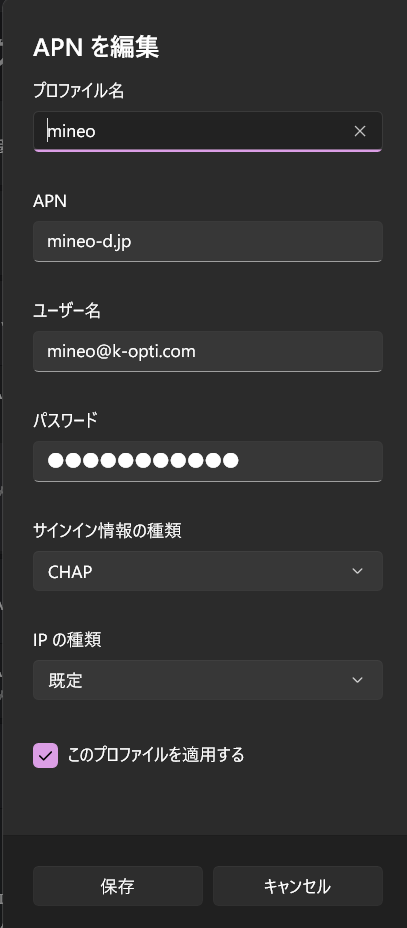 APN を編集
プロファイル名
mineo
APN
mineo-d.jp
ユーザー名
mineo@k-opti.com
パスワード
●●●●●●●●●●●
サインイン情報の種類
CHAP
IP の種類
既定
このプロファイルを適用する
保存
キャンセル